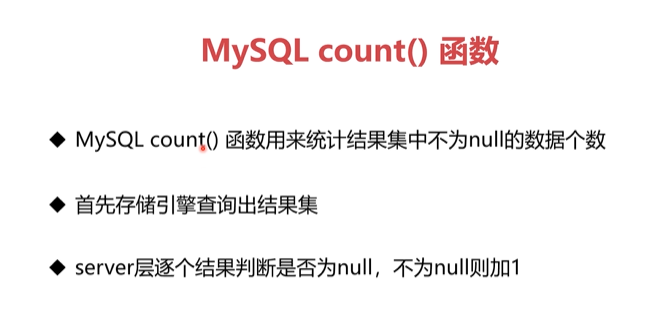 MySQL count() 函数
◆ MySQL count() 函数用来统计结果集中不为null的数据个数
◆ 首先存储引擎查询出结果集
◆ server层逐个结果判断是否为null，不为null则加1